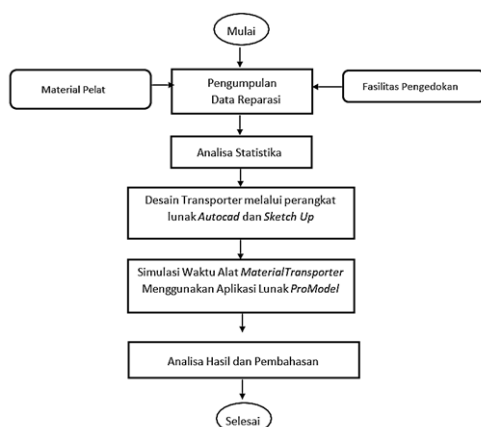 Mulai
Material Pelat
Pengumpulan
Data Reparasi
Fasilitas Pengedokan
Analisa Statistika
Desain Transporter melalui perangkat
lunak Autocad dan Sketch Up
Simulasi Waktu Alat MaterialTransporter
Menggunakan Aplikasi Lunak ProModel
Analisa Hasil dan Pembahasan
Selesai